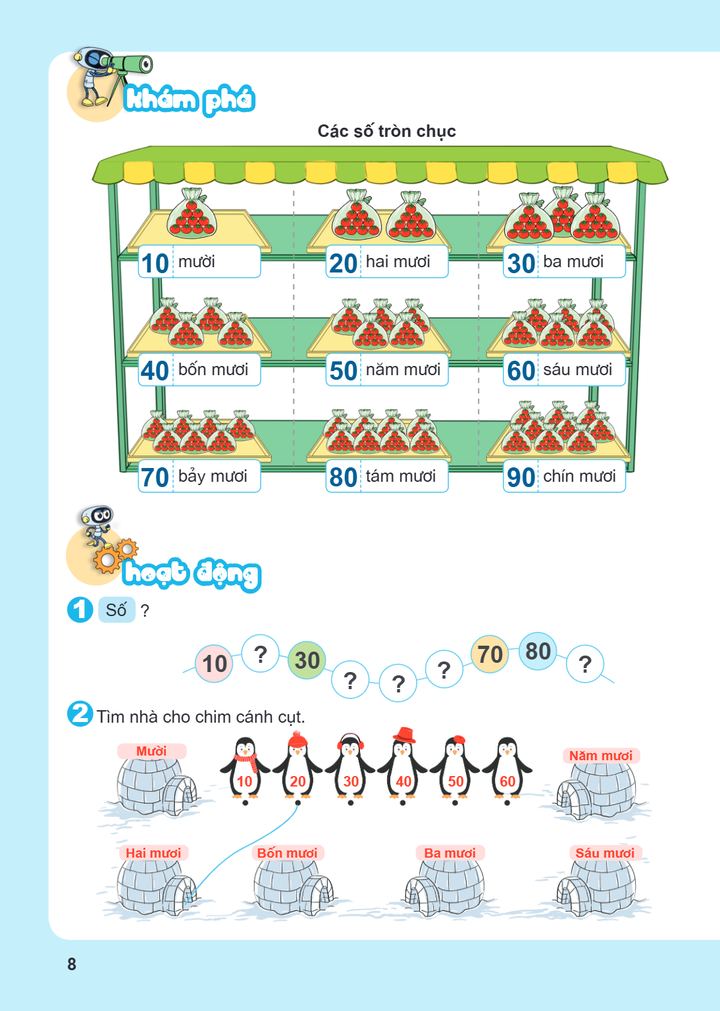 Khám phá
Các số tròn chục
10 mười
20 hai mươi
30 ba mươi
40 bốn mươi
50 năm mươi
60 sáu mươi
70 bảy mươi
80 tám mươi
90 chín mươi
hoạt động
1 Số ?
10 ? 30 ? ? ? 70 80 ?
2 Tìm nhà cho chim cánh cụt.
Mười
10 20 30 40 50 60
Năm mươi
Hai mươi
Bốn mươi
Ba mươi
Sáu mươi
8